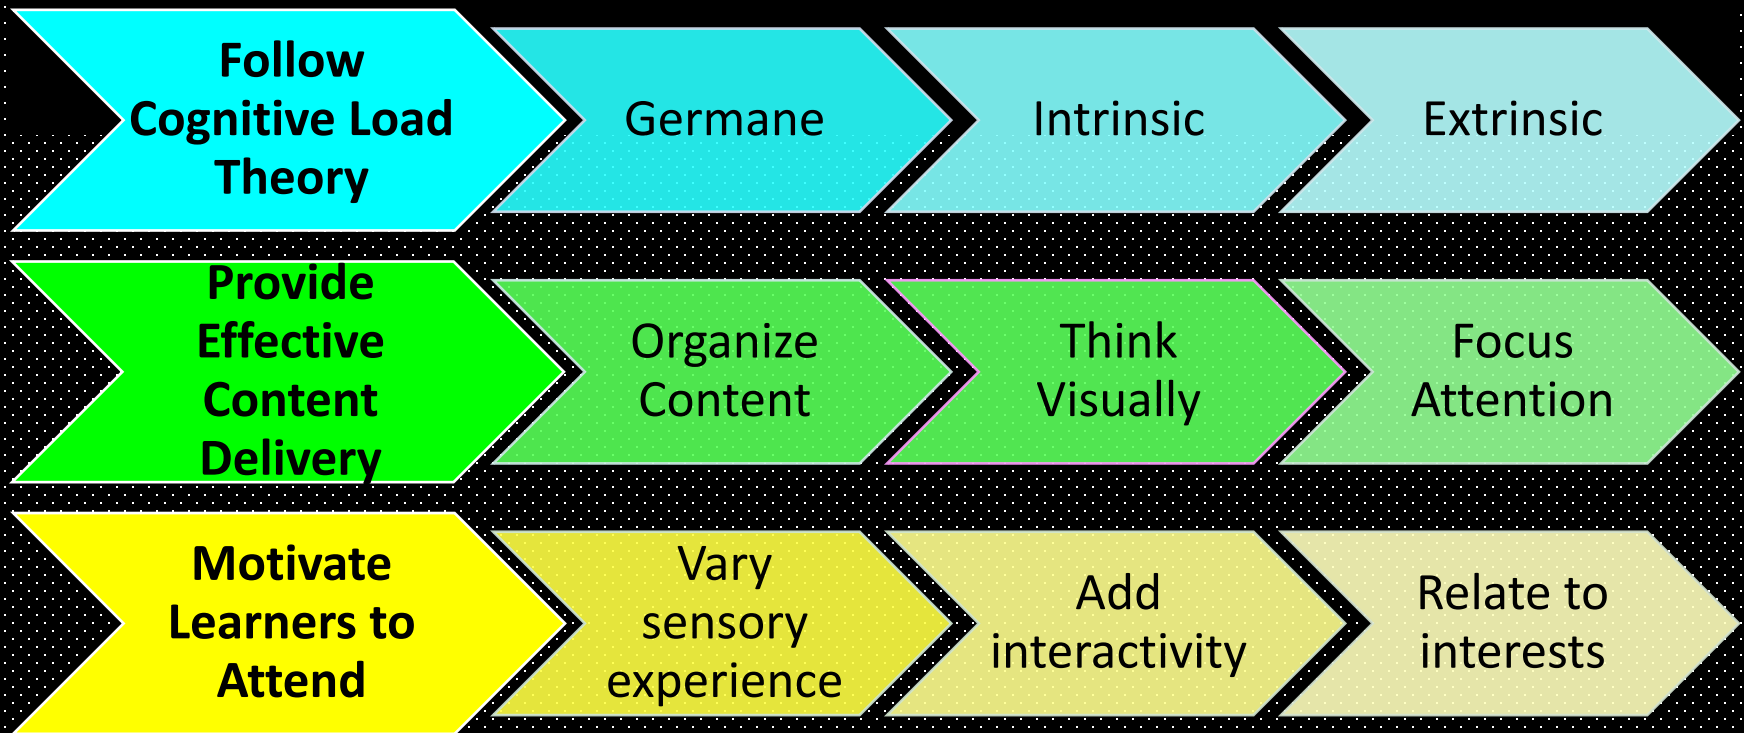 Follow
Cognitive Load
Theory
Germane
Intrinsic
Extrinsic
Provide
Effective
Content
Delivery
Organize
Content
Think
Visually
Focus
Attention
Motivate
Learners to
Attend
Vary
sensory
experience
Add
interactivity
Relate to
interests